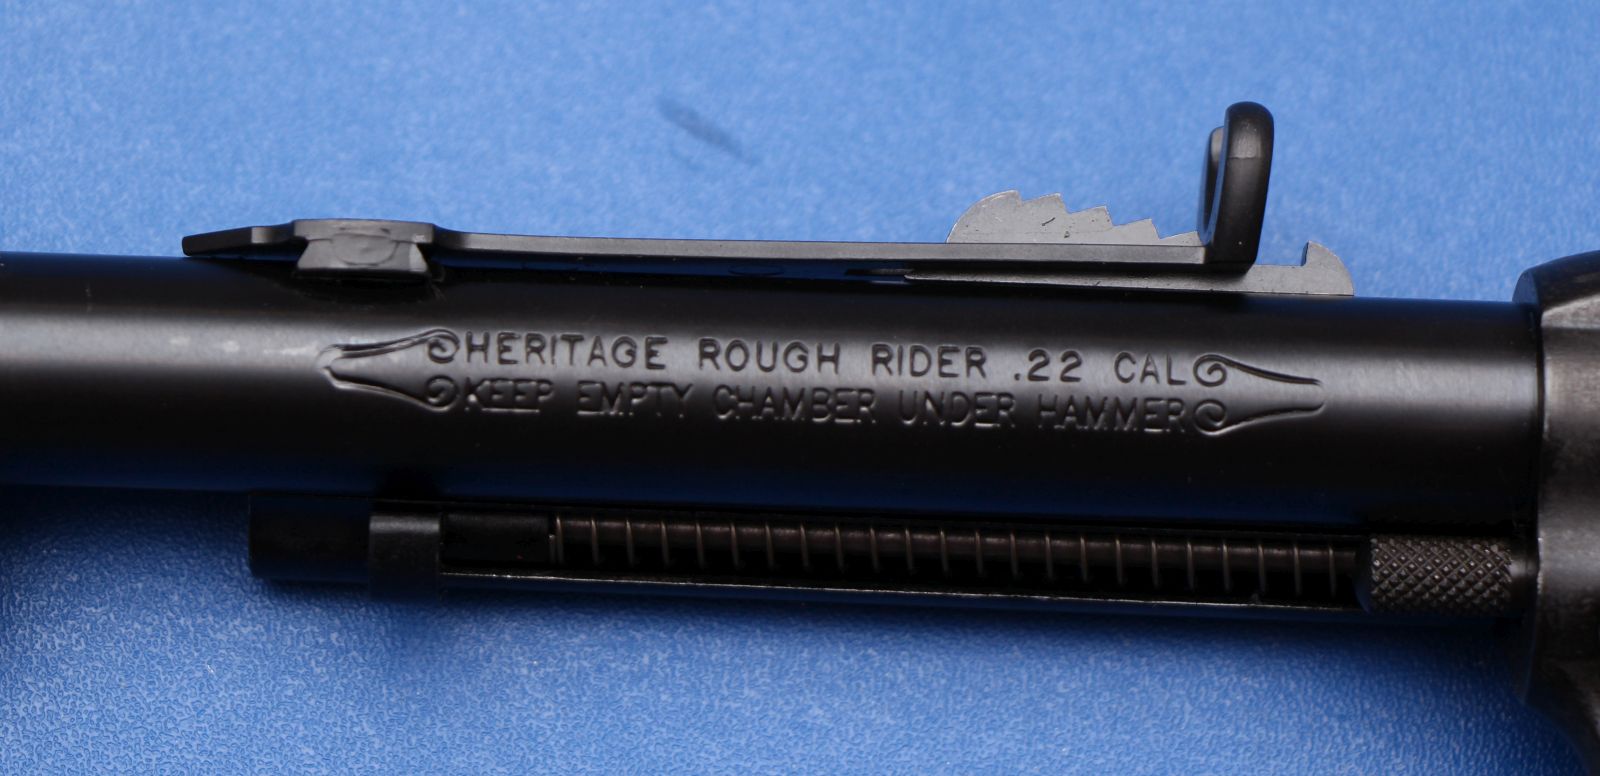 HERITAGE ROUGH RIDER .22 CAL
KEEP EMPTY CHAMBER UNDER HAMMER